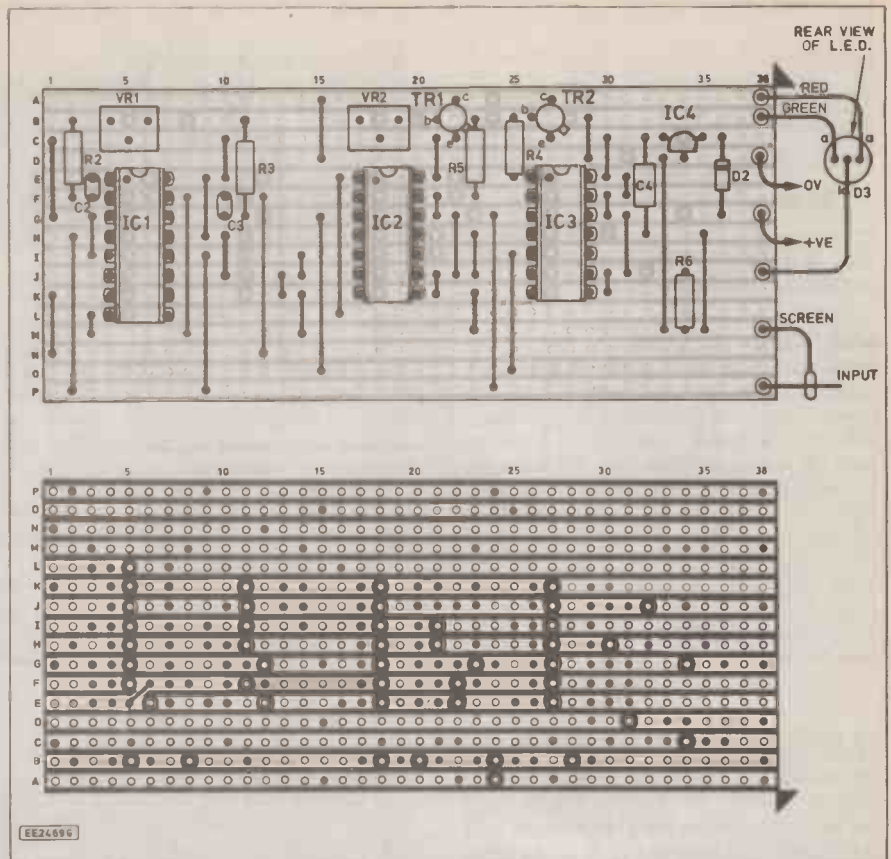 REAR VIEW
OF L.E.D.
1 5 10 15 20 25 30 35 38
A
B
C
D
E
F
G
H
I
J
K
L
M
N
O
P
VR1
VR2
TR1
TR2
IC4
c
b
e
c
b
e
RED
GREEN
a
a
k
D3
R2
C2
R3
C3
R5
R4
C4
D2
IC1
IC2
IC3
R6
0V
+VE
SCREEN
INPUT
1 5 10 15 20 25 30 35 38
P
O
N
M
L
K
J
I
H
G
F
E
D
C
B
A
EE2469G